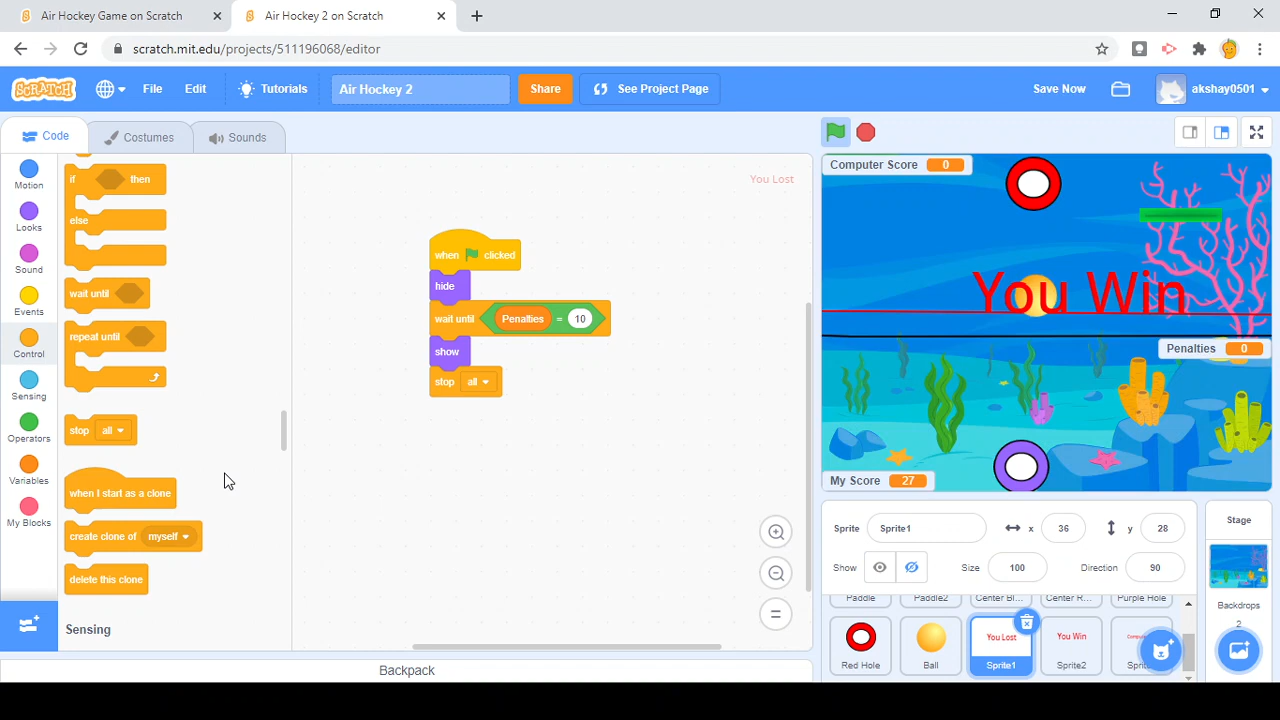 Air Hockey Game on Scratch
Air Hockey 2 on Scratch
scratch.mit.edu/projects/511196068/editor
SCRATCH
File
Edit
Tutorials
Air Hockey 2
Share
See Project Page
Save Now
akshay0501
Code
Costumes
Sounds
Motion
Looks
Sound
Events
Control
Sensing
Operators
Variables
My Blocks
if then
else
wait until
repeat until
stop all
when I start as a clone
create clone of myself
delete this clone
Sensing
You Lost
when clicked
hide
wait until Penalties = 10
show
stop all
Backpack
Computer Score 0
You Win
Penalties 0
My Score 27
Sprite Sprite1 x 36 y 28
Show Size 100 Direction 90
Paddle
Paddle2
Center Bl...
Center R...
Purple Hole
Red Hole
Ball
You Lost
Sprite1
You Win
Sprite2
Stage
Backdrops
2